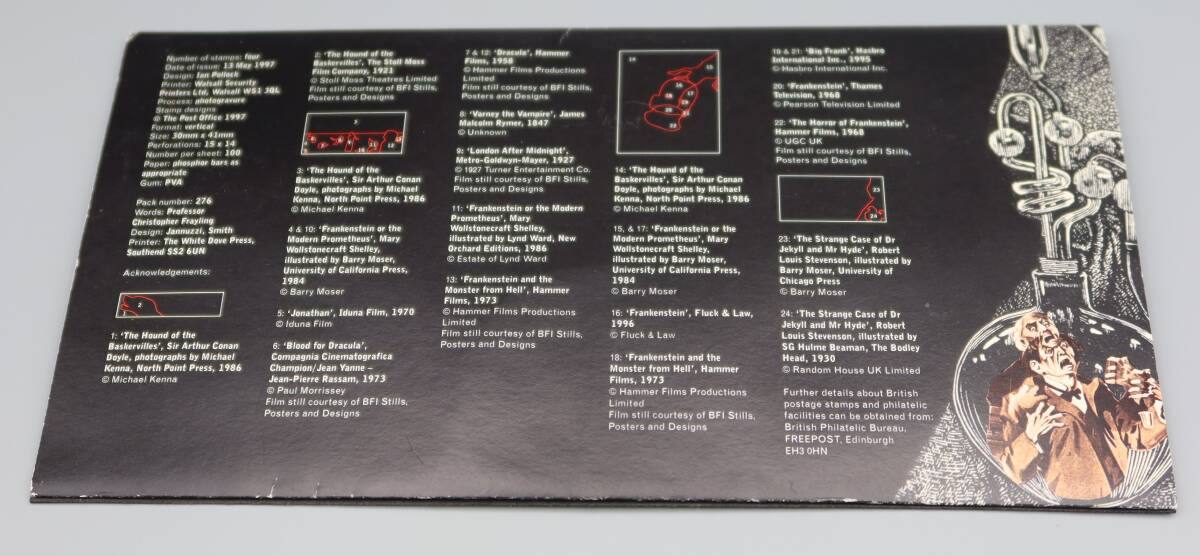 Number of stamps: four
Date of issue: 13 May 1997
Design: Ian Pollock
Printer: Walsall Security
Printers Ltd, Walsall WS1 3QL
Process: photogravure
Stamp designs
© The Post Office 1997
Format: vertical
Size: 30mm x 41mm
Perforations: 15 x 14
Number per sheet: 100
Paper: phosphor bars as
appropriate
Gum: PVA
Pack number: 276
Words: Professor
Christopher Frayling
Design: Jannuzzi, Smith
Printer: The White Dove Press,
Southend SS2 6UN
Acknowledgements:
2
1: 'The Hound of the
Baskervilles', Sir Arthur Conan
Doyle, photographs by Michael
Kenna, North Point Press, 1986
© Michael Kenna
2: 'The Hound of the
Baskervilles', The Stoll Moss
Film Company, 1921
© Stoll Moss Theatres Limited
Film still courtesy of BFI Stills,
Posters and Designs
3
3: 'The Hound of the
Baskervilles', Sir Arthur Conan
Doyle, photographs by Michael
Kenna, North Point Press, 1986
© Michael Kenna
4 & 10: 'Frankenstein or the
Modern Prometheus', Mary
Wollstonecraft Shelley,
illustrated by Barry Moser,
University of California Press,
1984
© Barry Moser
5: 'Jonathan', Iduna Film, 1970
© Iduna Film
6: 'Blood for Dracula',
Compagnia Cinematografica
Champion/Jean Yanne –
Jean-Pierre Rassam, 1973
© Paul Morrissey
Film still courtesy of BFI Stills,
Posters and Designs
7 & 12: 'Dracula', Hammer
Films, 1958
© Hammer Films Productions
Limited
Film still courtesy of BFI Stills,
Posters and Designs
8: 'Varney the Vampire', James
Malcolm Rymer, 1847
© Unknown
9: 'London After Midnight',
Metro-Goldwyn-Mayer, 1927
© 1927 Turner Entertainment Co.
Film still courtesy of BFI Stills,
Posters and Designs
11: 'Frankenstein or the Modern
Prometheus', Mary
Wollstonecraft Shelley,
illustrated by Lynd Ward, New
Orchard Editions, 1986
© Estate of Lynd Ward
13: 'Frankenstein and the
Monster from Hell', Hammer
Films, 1973
© Hammer Films Productions
Limited
Film still courtesy of BFI Stills,
Posters and Designs
14 15
16
17
18
20 21
22
14: 'The Hound of the
Baskervilles', Sir Arthur Conan
Doyle, photographs by Michael
Kenna, North Point Press, 1986
© Michael Kenna
15, & 17: 'Frankenstein or the
Modern Prometheus', Mary
Wollstonecraft Shelley,
illustrated by Barry Moser,
University of California Press,
1984
© Barry Moser
16: 'Frankenstein', Fluck & Law,
1996
© Fluck & Law
18: 'Frankenstein and the
Monster from Hell', Hammer
Films, 1973
© Hammer Films Productions
Limited
Film still courtesy of BFI Stills,
Posters and Designs
19 & 21: 'Big Frank', Hasbro
International Inc., 1995
© Hasbro International Inc.
20: 'Frankenstein', Thames
Television, 1968
© Pearson Television Limited
22: 'The Horror of Frankenstein',
Hammer Films, 1968
© UGC UK
Film still courtesy of BFI Stills,
Posters and Designs
23
24
23: 'The Strange Case of Dr
Jekyll and Mr Hyde', Robert
Louis Stevenson, illustrated by
Barry Moser, University of
Chicago Press
© Barry Moser
24: 'The Strange Case of Dr
Jekyll and Mr Hyde', Robert
Louis Stevenson, illustrated by
SG Hulme Beaman, The Bodley
Head, 1930
© Random House UK Limited
Further details about British
postage stamps and philatelic
facilities can be obtained from:
British Philatelic Bureau,
FREEPOST, Edinburgh
EH3 0HN